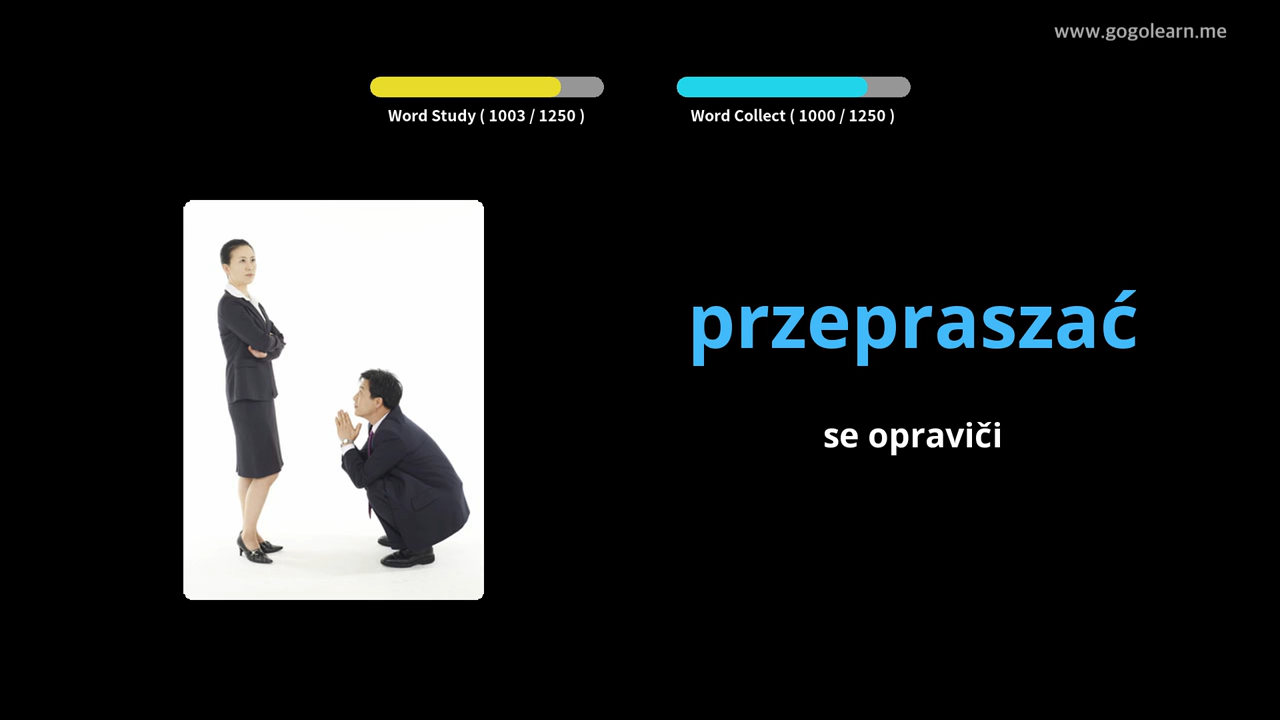 www.gogolearn.me
Word Study ( 1003 / 1250 )
Word Collect ( 1000 / 1250 )
przepraszać
se opraviči